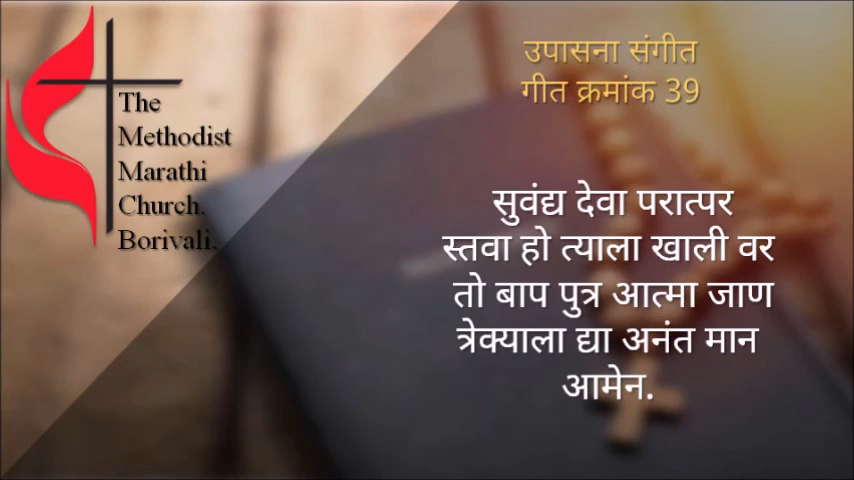 The
Methodist
Marathi
Church.
Borivali.
उपासना संगीत
गीत क्रमांक 39
सुवंद्य देवा परात्पर
स्तवा हो त्याला खाली वर
तो बाप पुत्र आत्मा जाण
त्रेक्याला द्या अनंत मान
आमेन.